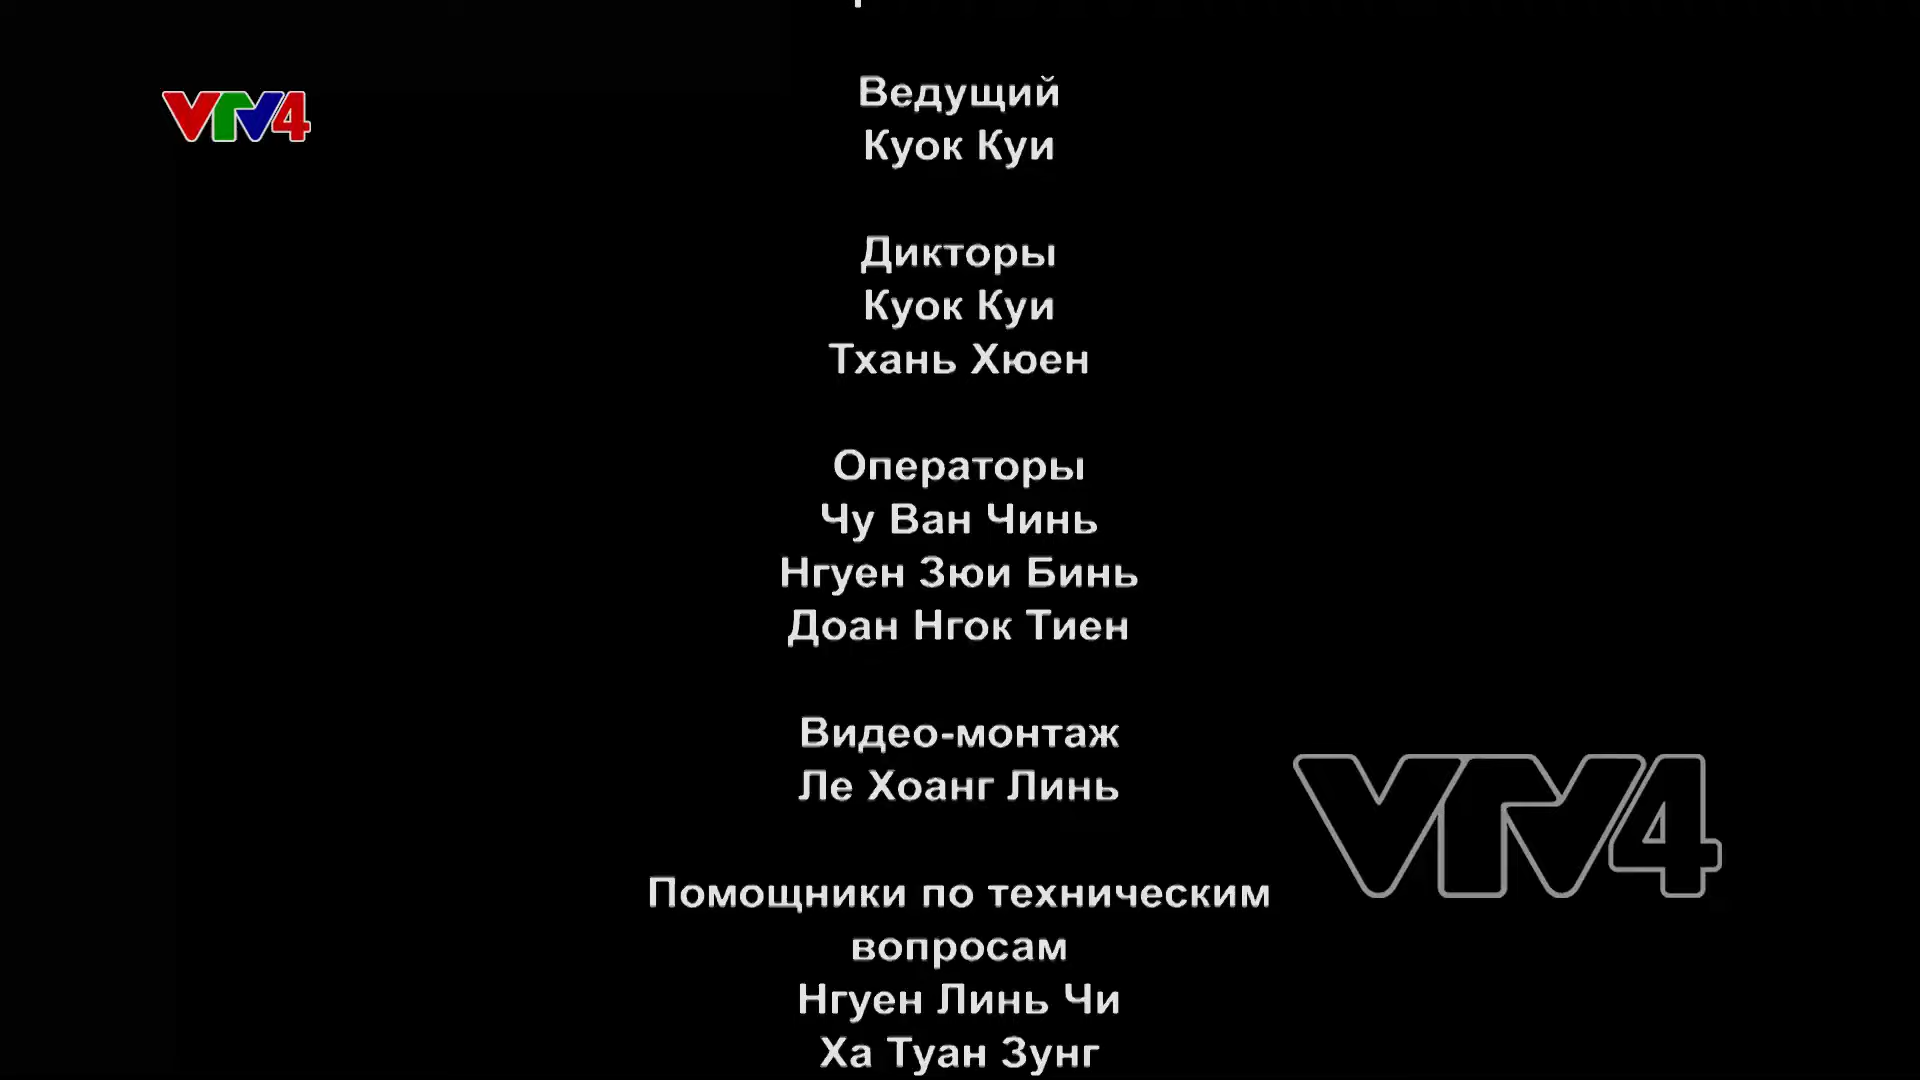 VTV4
Ведущий
Куок Куи
Дикторы
Куок Куи
Тхань Хюен
Операторы
Чу Ван Чинь
Нгуен Зюи Бинь
Доан Нгок Тиен
Видео-монтаж
Ле Хоанг Линь
VTV4
Помощники по техническим
вопросам
Нгуен Линь Чи
Ха Туан Зунг